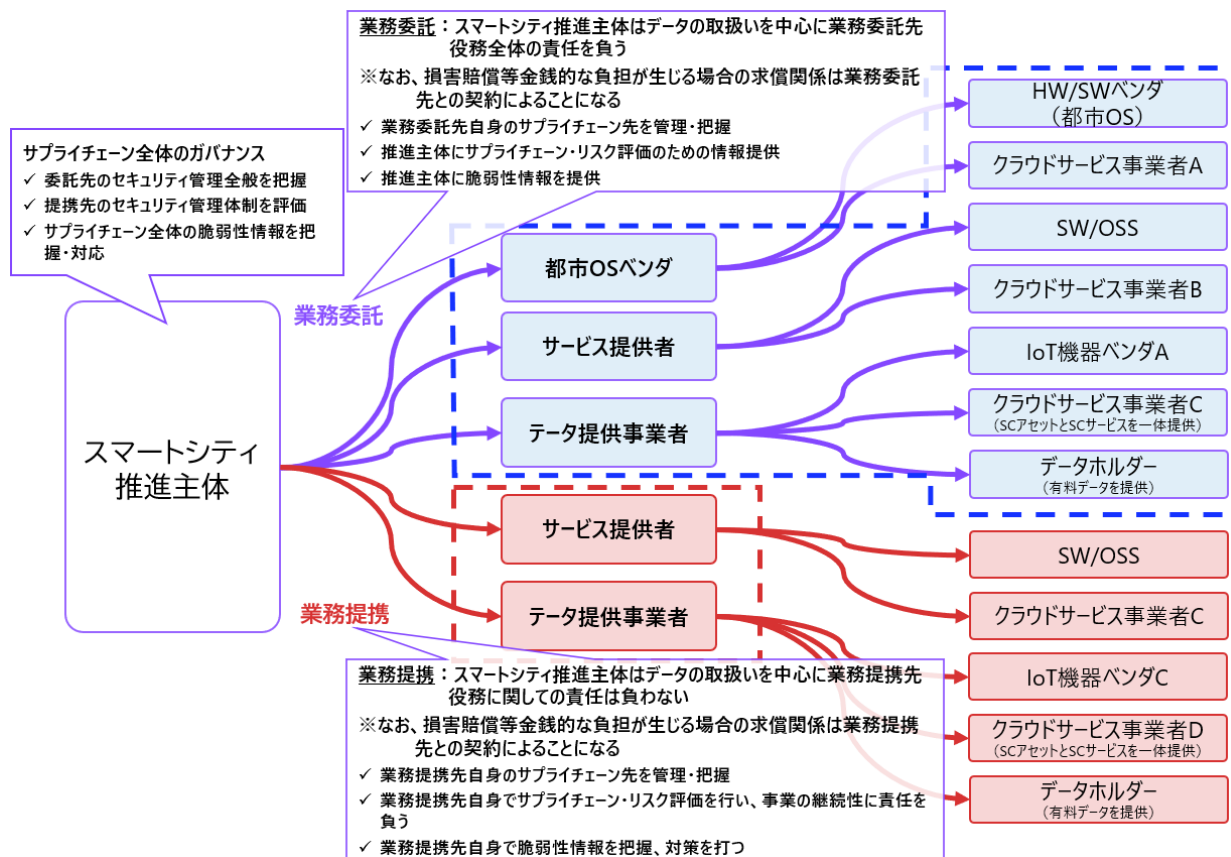 業務委託：スマートシティ推進主体はデータの取扱いを中心に業務委託先
役務全体の責任を負う
※なお、損害賠償等金銭的な負担が生じる場合の求償関係は業務委託
先との契約によることになる
✓ 業務委託先自身のサプライチェーン先を管理・把握
✓ 推進主体にサプライチェーン・リスク評価のための情報提供
✓ 推進主体に脆弱性情報を提供
サプライチェーン全体のガバナンス
✓ 委託先のセキュリティ管理全般を把握
✓ 提携先のセキュリティ管理体制を評価
✓ サプライチェーン全体の脆弱性情報を把
握・対応
スマートシティ
推進主体
業務委託
業務提携
都市OSベンダ
サービス提供者
テータ提供事業者
サービス提供者
テータ提供事業者
HW/SWベンダ
（都市OS）
クラウドサービス事業者A
SW/OSS
クラウドサービス事業者B
IoT機器ベンダA
クラウドサービス事業者C
(SCアセットとSCサービスを一体提供)
データホルダー
(有料データを提供)
SW/OSS
クラウドサービス事業者C
IoT機器ベンダC
クラウドサービス事業者D
(SCアセットとSCサービスを一体提供)
データホルダー
(有料データを提供)
業務提携：スマートシティ推進主体はデータの取扱いを中心に業務提携先
役務に関しての責任は負わない
※なお、損害賠償等金銭的な負担が生じる場合の求償関係は業務提携
先との契約によることになる
✓ 業務提携先自身のサプライチェーン先を管理・把握
✓ 業務提携先自身でサプライチェーン・リスク評価を行い、事業の継続性に責任を
負う
✓ 業務提携先自身で脆弱性情報を把握、対策を打つ